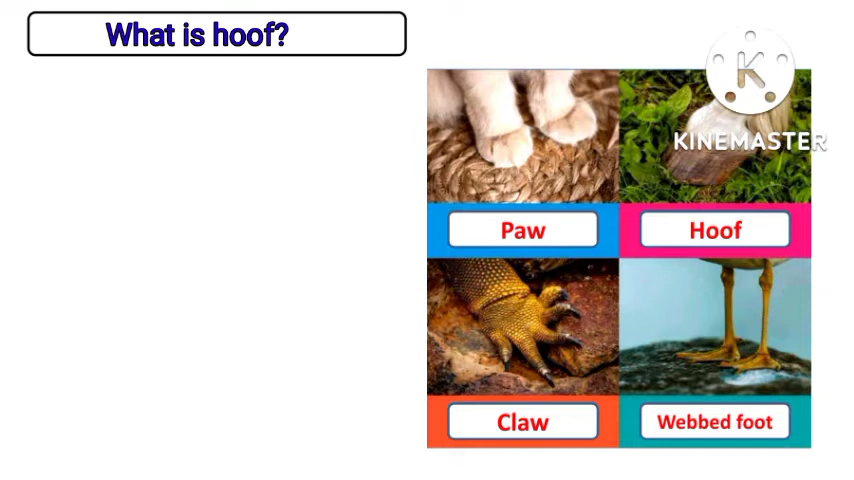 What is hoof?
KINEMASTER
Paw
Hoof
Claw
Webbed foot